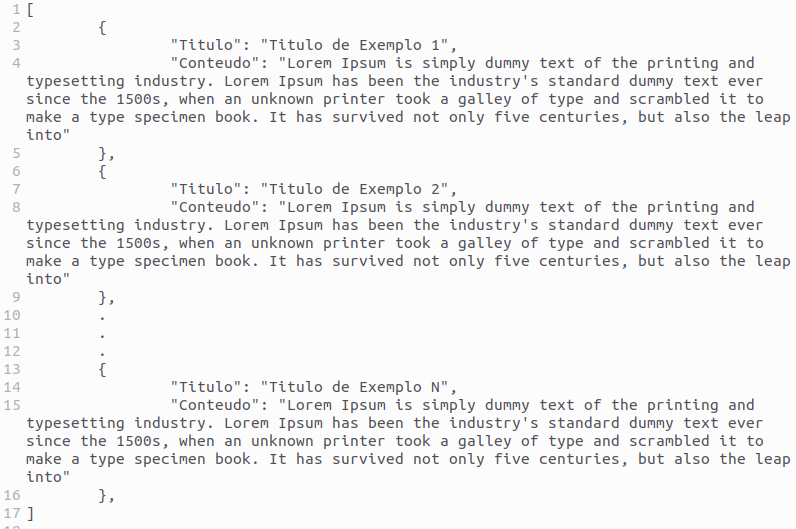 1 [
2         {
3                 "Titulo": "Titulo de Exemplo 1",
4                 "Conteudo": "Lorem Ipsum is simply dummy text of the printing and
typesetting industry. Lorem Ipsum has been the industry's standard dummy text ever
since the 1500s, when an unknown printer took a galley of type and scrambled it to
make a type specimen book. It has survived not only five centuries, but also the leap
into"
5         },
6         {
7                 "Titulo": "Titulo de Exemplo 2",
8                 "Conteudo": "Lorem Ipsum is simply dummy text of the printing and
typesetting industry. Lorem Ipsum has been the industry's standard dummy text ever
since the 1500s, when an unknown printer took a galley of type and scrambled it to
make a type specimen book. It has survived not only five centuries, but also the leap
into"
9         },
10         .
11         .
12         .
13         {
14                 "Titulo": "Titulo de Exemplo N",
15                 "Conteudo": "Lorem Ipsum is simply dummy text of the printing and
typesetting industry. Lorem Ipsum has been the industry's standard dummy text ever
since the 1500s, when an unknown printer took a galley of type and scrambled it to
make a type specimen book. It has survived not only five centuries, but also the leap
into"
16         },
17 ]